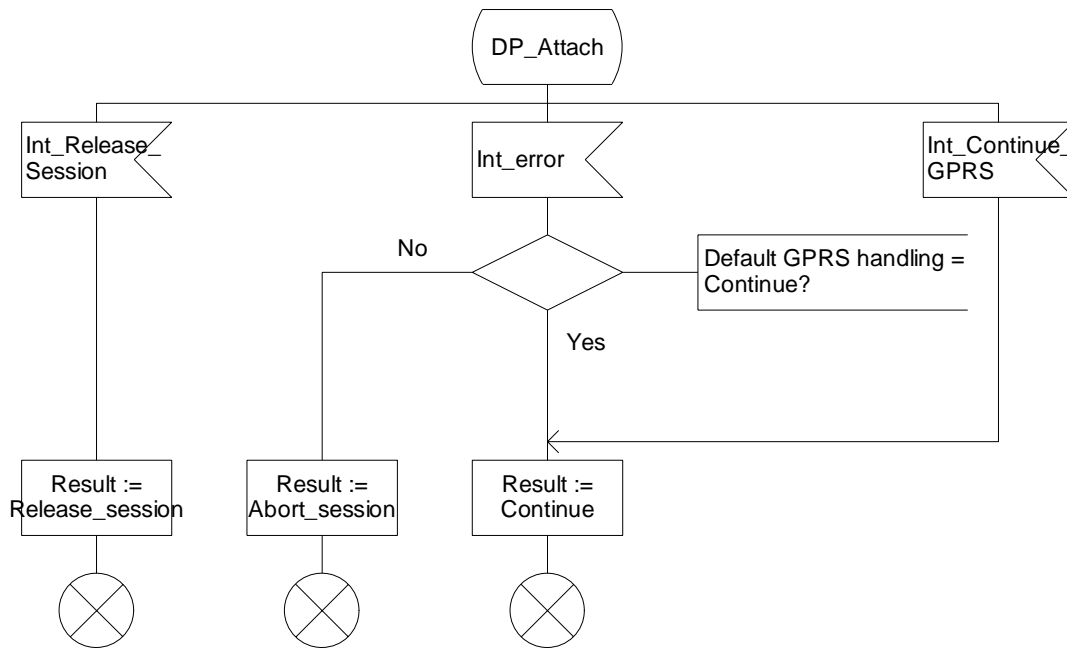 DP_Attach
Int_Release_
Session
Int_error
Int_Continue_
GPRS
No
Default GPRS handling =
Continue?
Yes
Result :=
Release_session
Result :=
Abort_session
Result :=
Continue